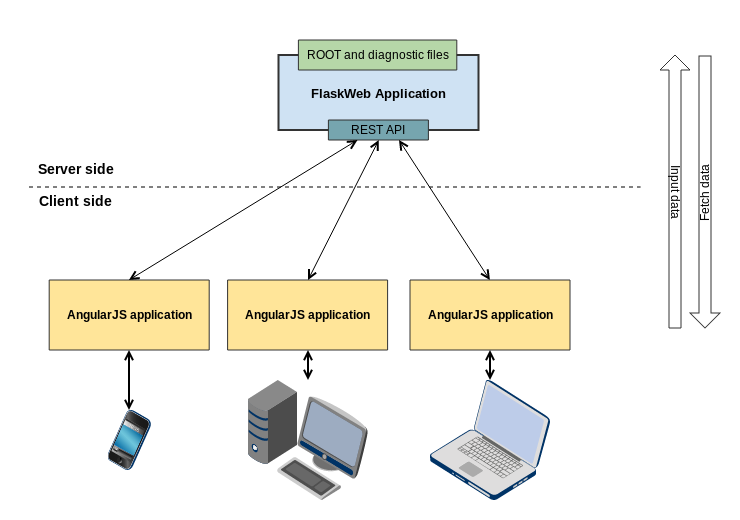 ROOT and diagnostic files
FlaskWeb Application
REST API
Server side
Client side
Input data
Fetch data
AngularJS application
AngularJS application
AngularJS application